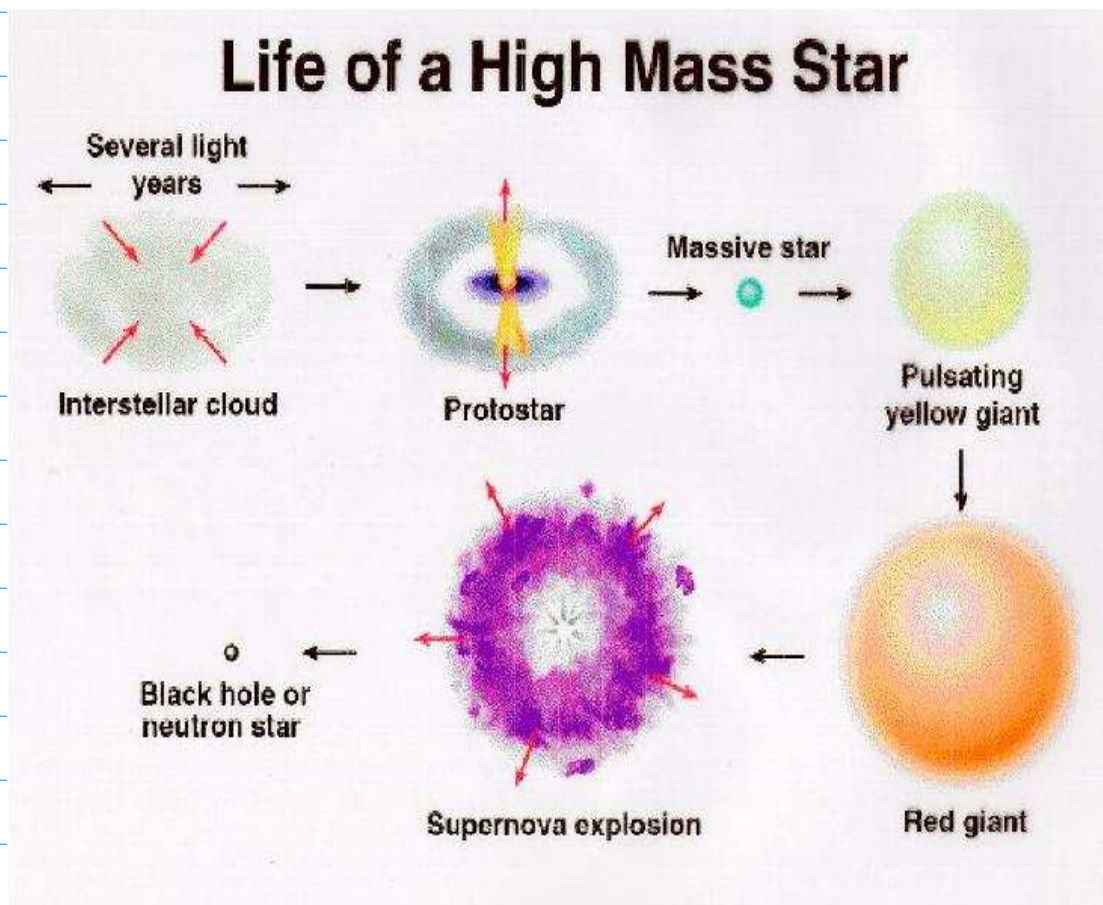 Life of a High Mass Star
Several light
years
Interstellar cloud
Protostar
Massive star
Pulsating
yellow giant
Red giant
Supernova explosion
Black hole or
neutron star